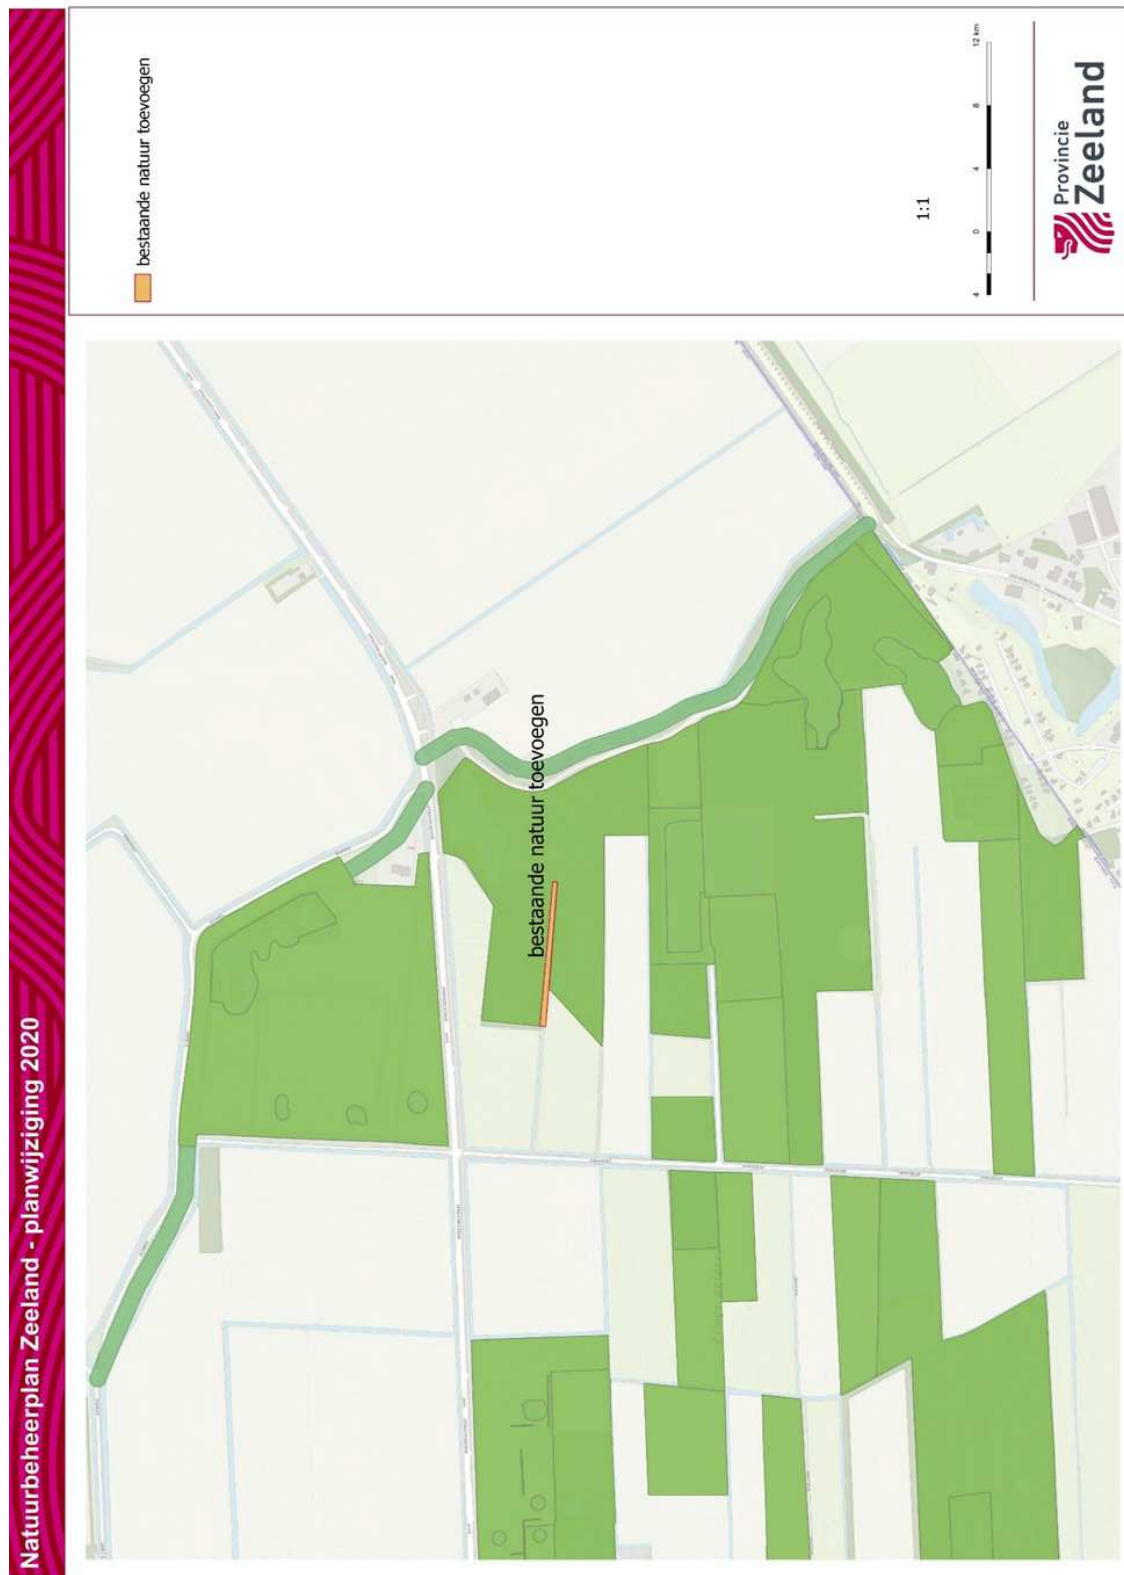 Natuurbeheerplan Zeeland - planwijziging 2020
bestaande natuur toevoegen
bestaande natuur toevoegen
1:1
4 0 4 8 12 km
Provincie
Zeeland